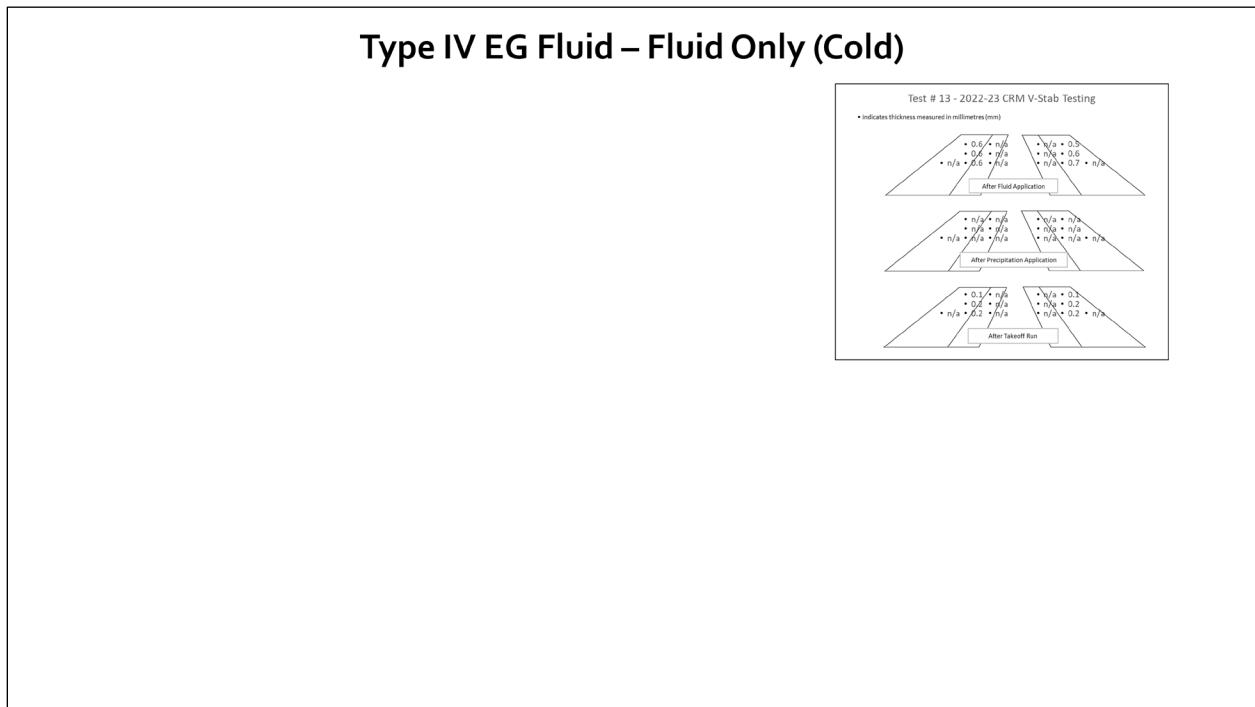 Type IV EG Fluid – Fluid Only (Cold)
Test # 13 - 2022-23 CRM V-Stab Testing
• indicates thickness measured in millimetres (mm)
• 0.6 • n/a • n/a • 0.5
• 0.6 • n/a • n/a • 0.6
• n/a • 0.6 • n/a • n/a • 0.7 • n/a
After Fluid Application
• n/a • n/a • n/a • n/a
• n/a • n/a • n/a • n/a
• n/a • n/a • n/a • n/a • n/a • n/a
After Precipitation Application
• 0.1 • n/a • n/a • 0.1
• 0.2 • n/a • n/a • 0.2
• n/a • 0.2 • n/a • n/a • 0.2 • n/a
After Takeoff Run